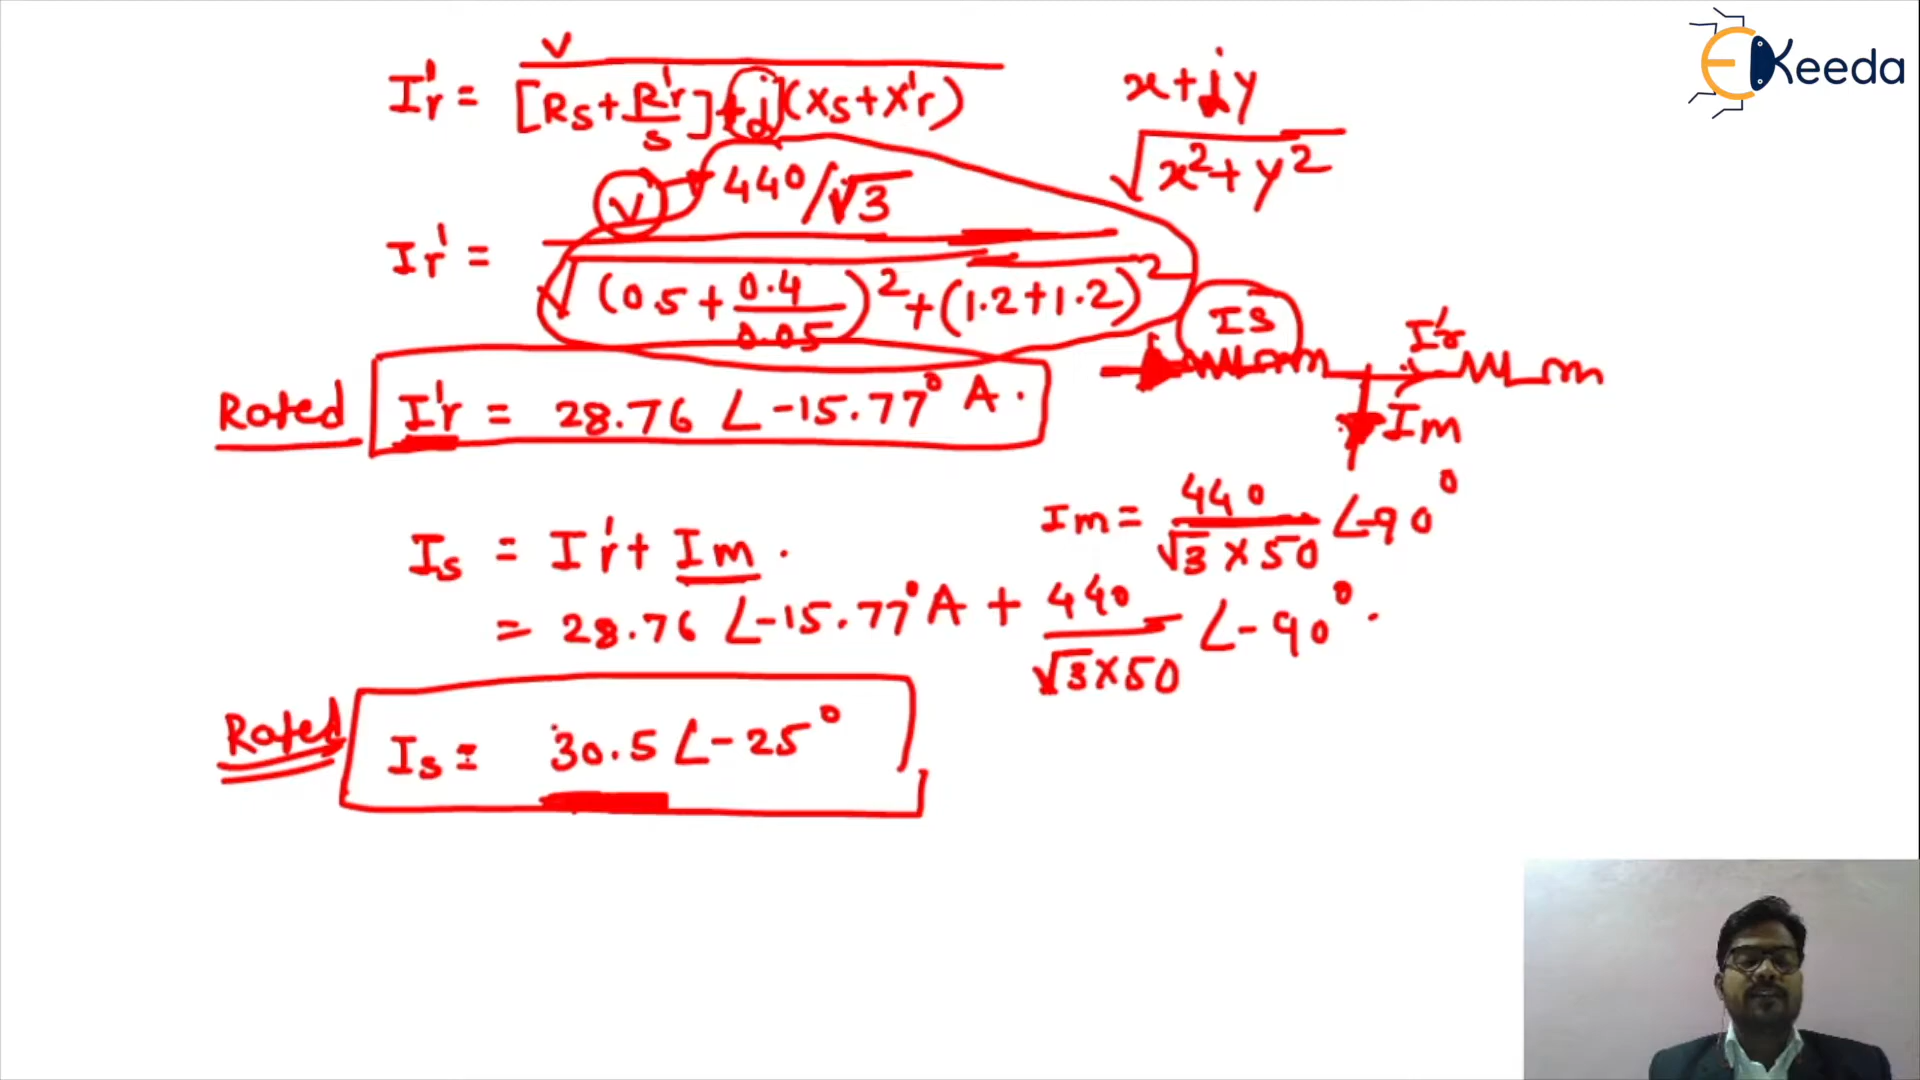 EKeeda
I'r = V / [Rs + R'r/s] + j (Xs + X'r)
x + jy
√(x² + y²)
V → 440/√3
I'r = 440/√3 / √((0.5 + 0.4/0.05)² + (1.2 + 1.2)²)
Is
I'r
Im
Rated I'r = 28.76 ∠-15.77° A.
Im = 440/(√3 × 50) ∠-90°
Is = I'r + Im.
= 28.76 ∠-15.77° A + 440/(√3 × 50) ∠-90°.
Rated Is = 30.5 ∠-25°